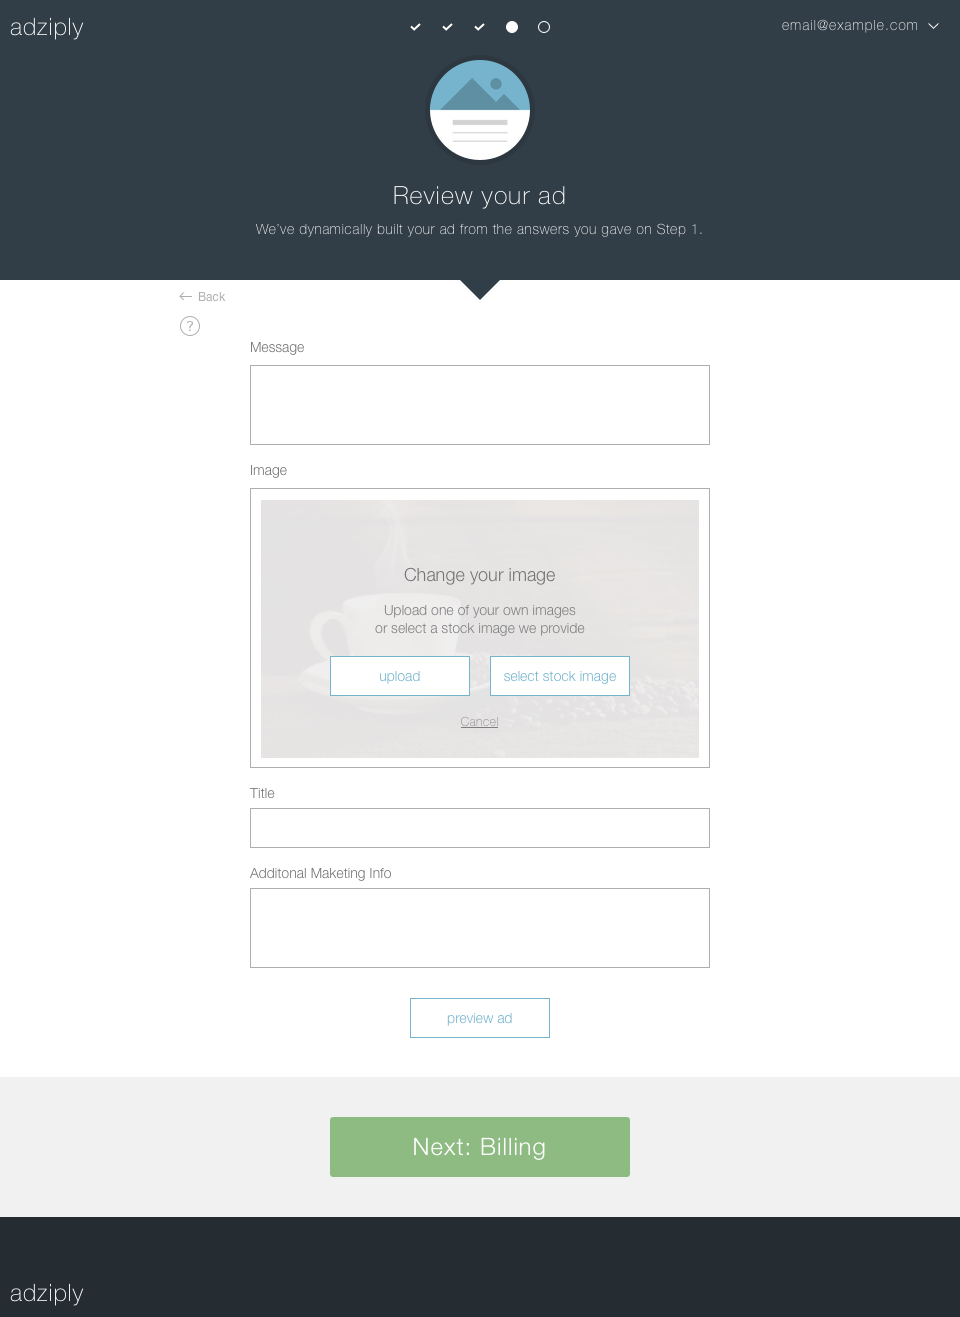 adziply
email@example.com
Review your ad
We've dynamically built your ad from the answers you gave on Step 1.
Back
?
Message
Image
Change your image
Upload one of your own images
or select a stock image we provide
upload
select stock image
Cancel
Title
Additonal Maketing Info
preview ad
Next: Billing
adziply